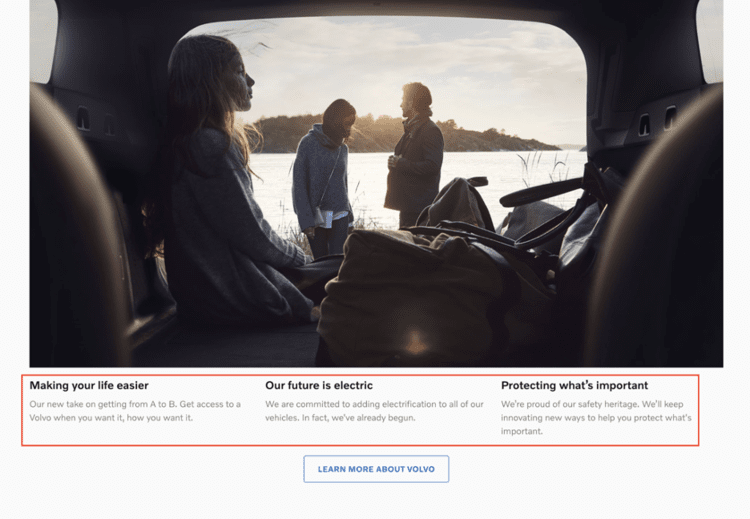 Making your life easier
Our new take on getting from A to B. Get access to a
Volvo when you want it, how you want it.
Our future is electric
We are committed to adding electrification to all of our
vehicles. In fact, we've already begun.
Protecting what's important
We're proud of our safety heritage. We'll keep
innovating new ways to help you protect what's
important.
LEARN MORE ABOUT VOLVO